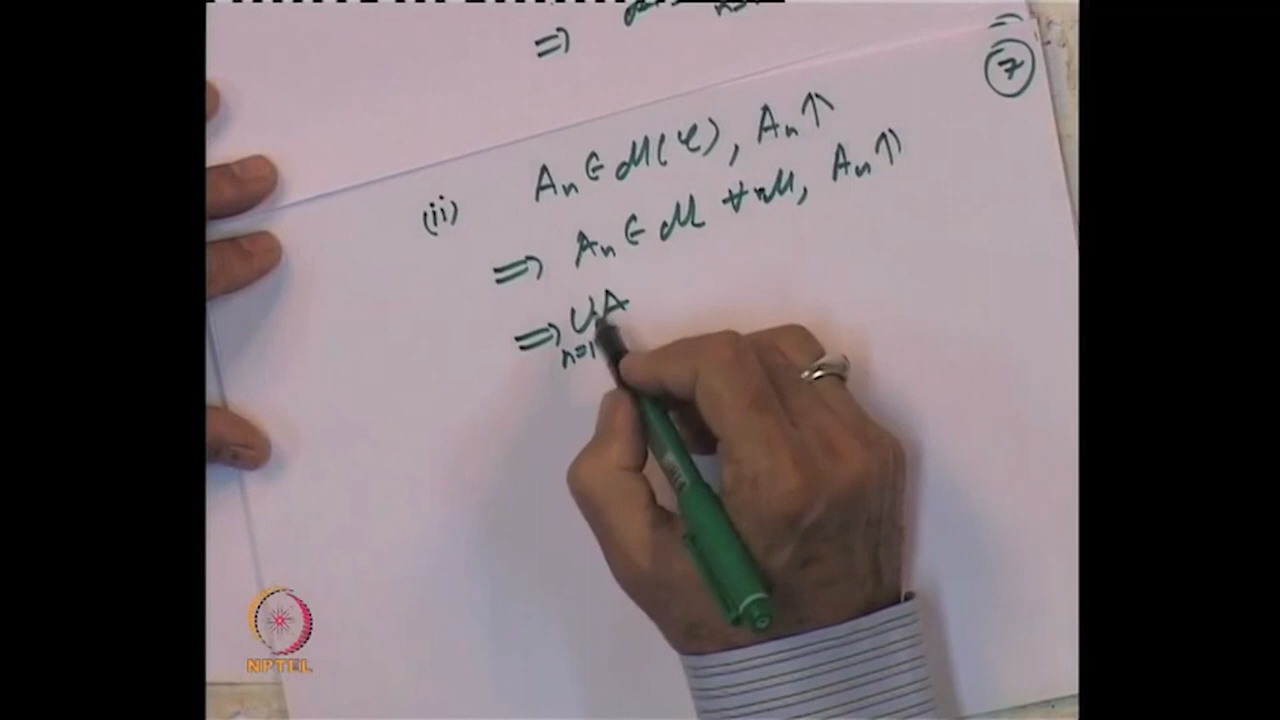 ⇒
7
(ii) Aₙ ∈ ℳ(𝒞), Aₙ↑
⇒ Aₙ ∈ ℳ ∀ ℳ, Aₙ↑
⇒ ∪ A
n=1
NPTEL